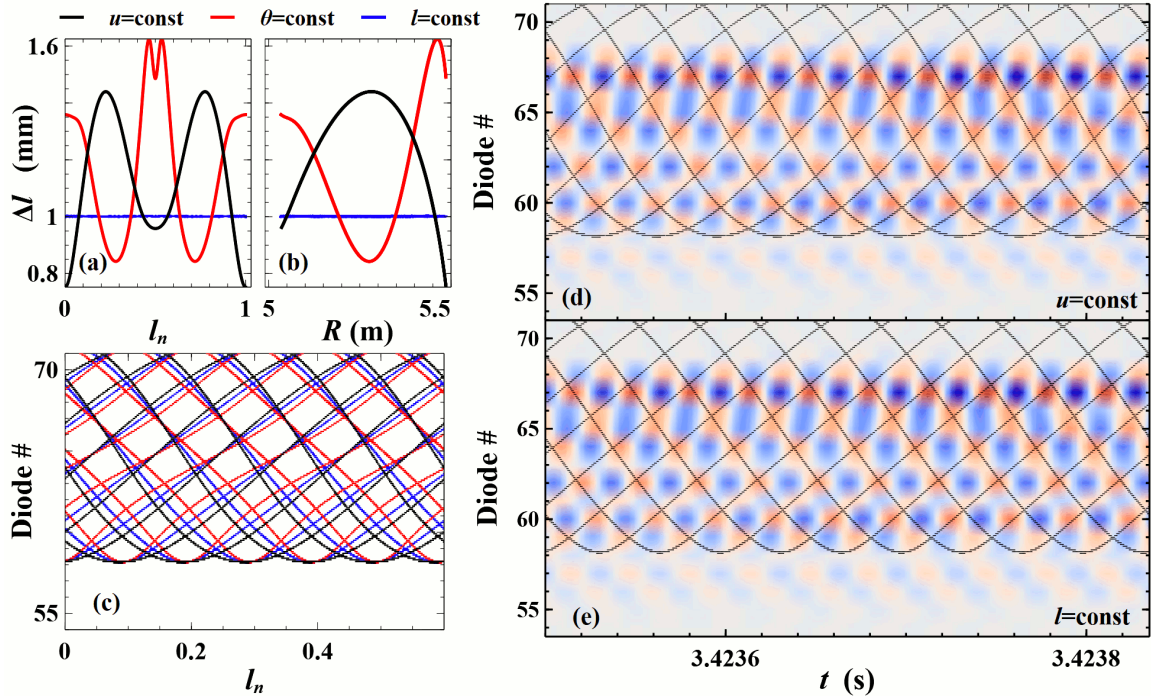 u=const θ=const l=const
1.6
1
0.8
Δl (mm)
(a)
0 1
l_n
(b)
5 5.5
R (m)
70
55
Diode #
(c)
0 0.2 0.4
l_n
70
65
60
55
Diode #
(d)
u=const
70
65
60
55
Diode #
(e)
l=const
3.4236 3.4238
t (s)